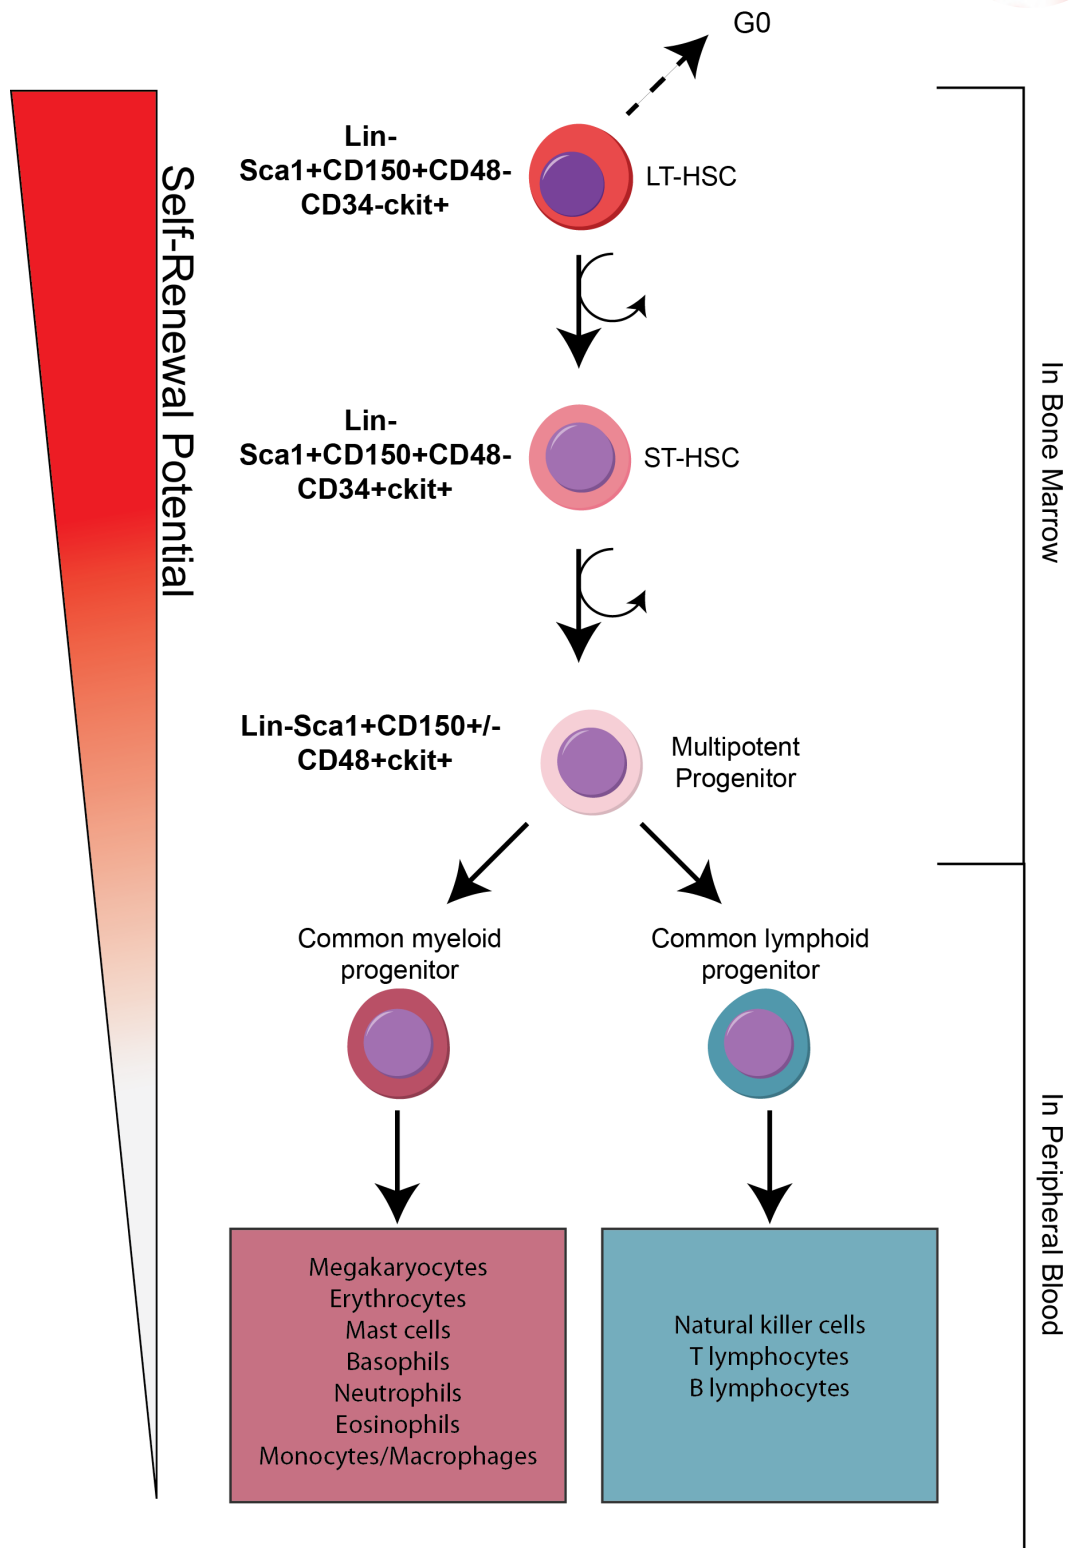 G0
Lin-
Sca1+CD150+CD48-
CD34-ckit+
LT-HSC
Self-Renewal Potential
In Bone Marrow
Lin-
Sca1+CD150+CD48-
CD34+ckit+
ST-HSC
Lin-Sca1+CD150+/-
CD48+ckit+
Multipotent
Progenitor
Common myeloid
progenitor
Common lymphoid
progenitor
In Peripheral Blood
Megakaryocytes
Erythrocytes
Mast cells
Basophils
Neutrophils
Eosinophils
Monocytes/Macrophages
Natural killer cells
T lymphocytes
B lymphocytes